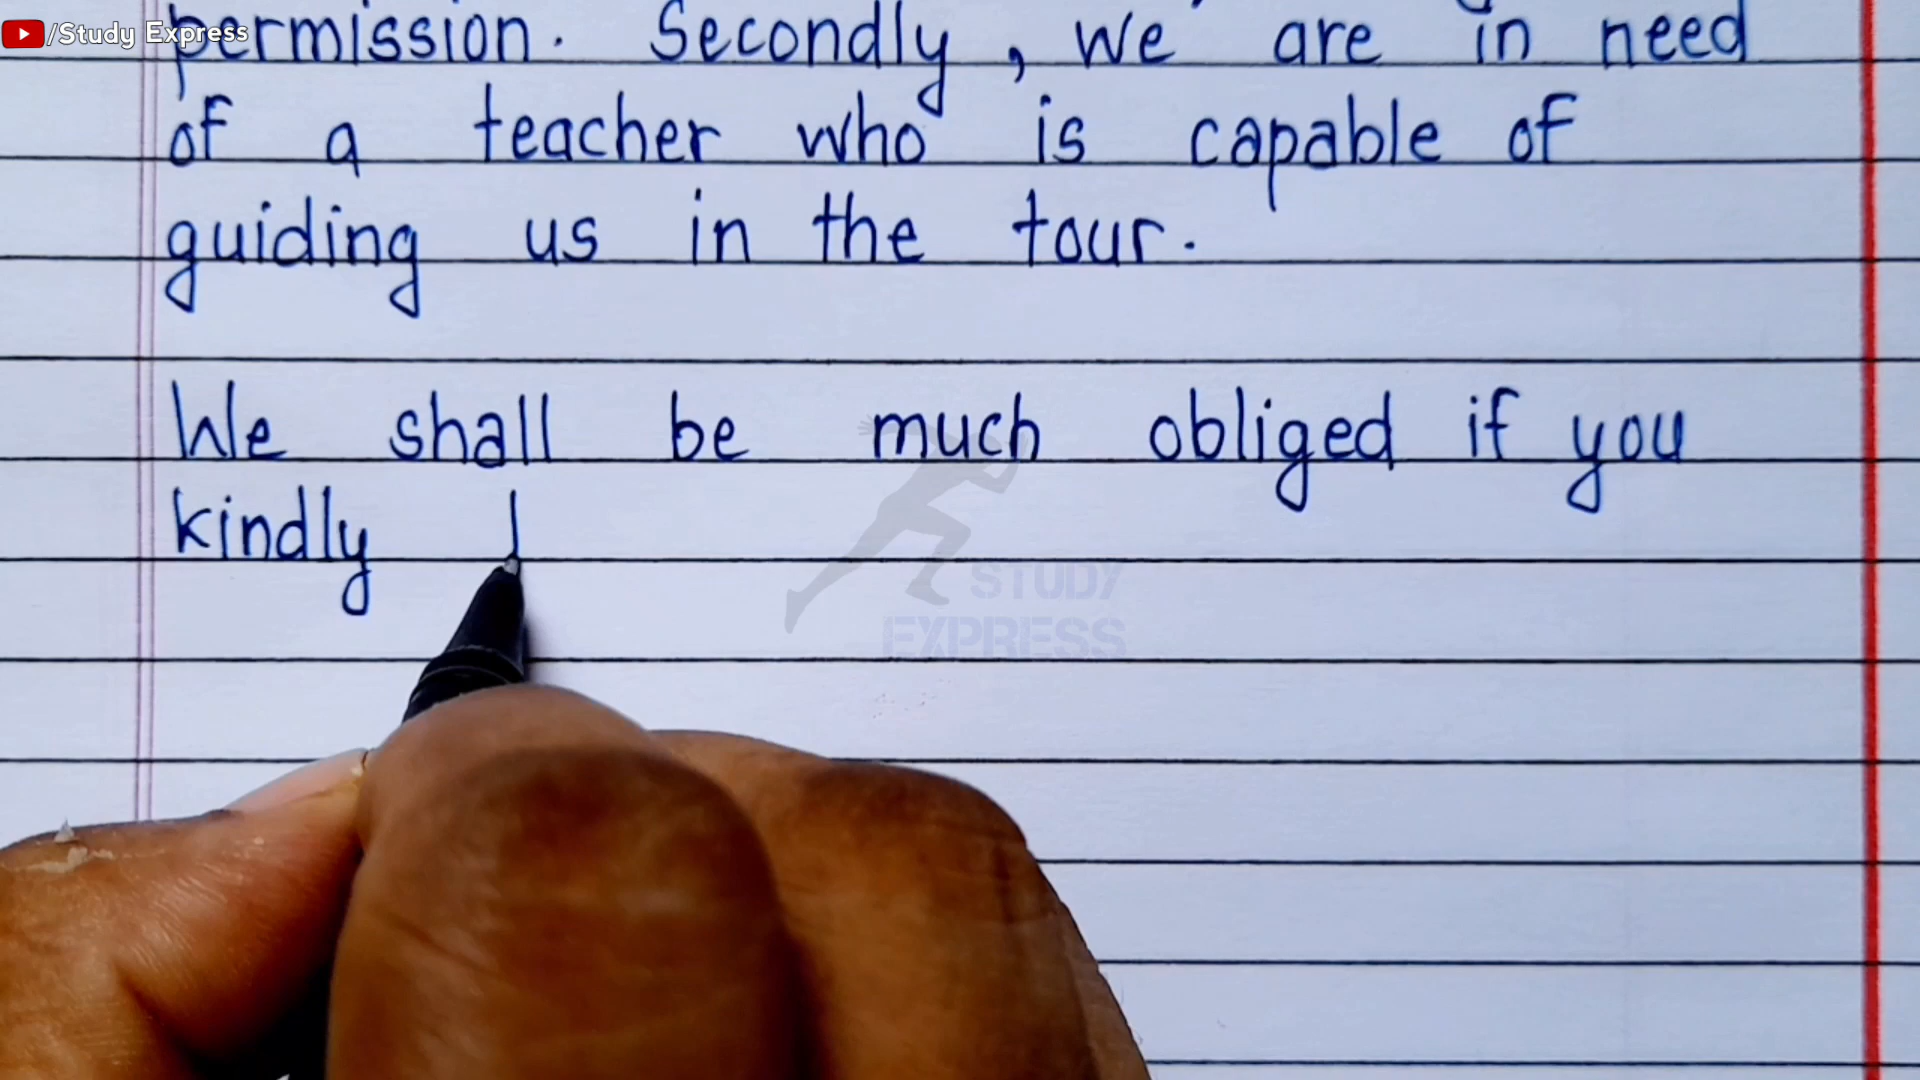 /Study Express
permission. Secondly, we are in need
of a teacher who is capable of
guiding us in the tour.
We shall be much obliged if you
kindly
STUDY
EXPRESS